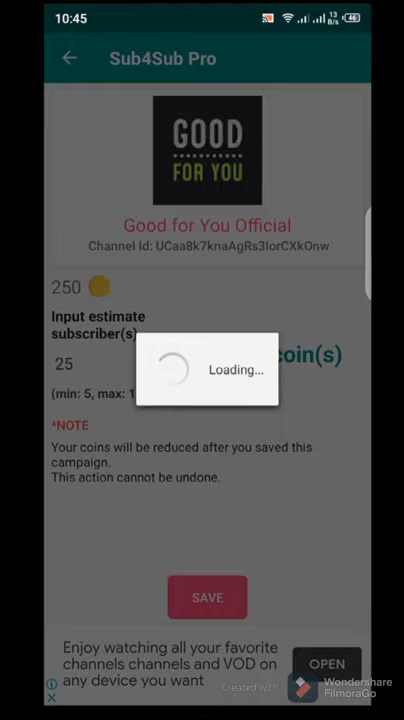 10:45
13
B/s
46
Sub4Sub Pro
GOOD
FOR YOU
Good for You Official
Channel Id: UCaa8k7knaAgRs3IorCXkOnw
250
Input estimate
subscriber(s)
coin(s)
25
Loading...
(min: 5, max: 1
*NOTE
Your coins will be reduced after you saved this
campaign.
This action cannot be undone.
SAVE
Enjoy watching all your favorite
channels channels and VOD on
any device you want
OPEN
Created with
Wondershare
FilmoraGo